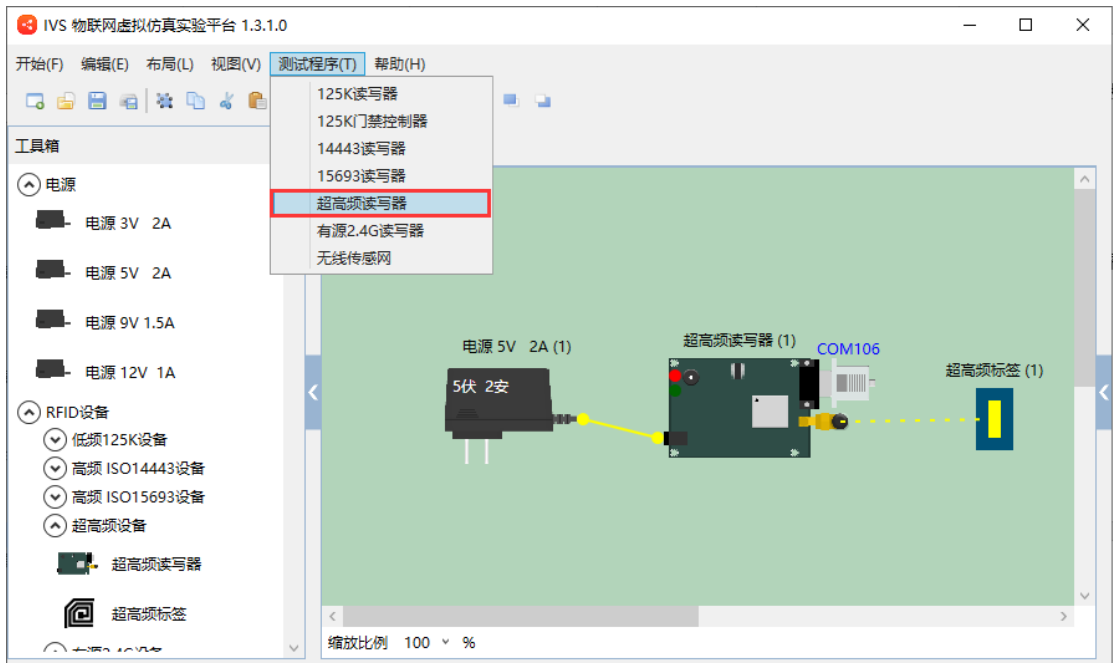 IVS 物联网虚拟仿真实验平台 1.3.1.0
开始(F) 编辑(E) 布局(L) 视图(V) 测试程序(T) 帮助(H)
125K读写器
125K门禁控制器
14443读写器
15693读写器
超高频读写器
有源2.4G读写器
无线传感网
工具箱
电源
电源 3V 2A
电源 5V 2A
电源 9V 1.5A
电源 12V 1A
RFID设备
低频125K设备
高频 ISO14443设备
高频 ISO15693设备
超高频设备
超高频读写器
超高频标签
有源2.4G设备
电源 5V 2A (1)
5伏 2安
超高频读写器 (1)
COM106
超高频标签 (1)
缩放比例 100 %